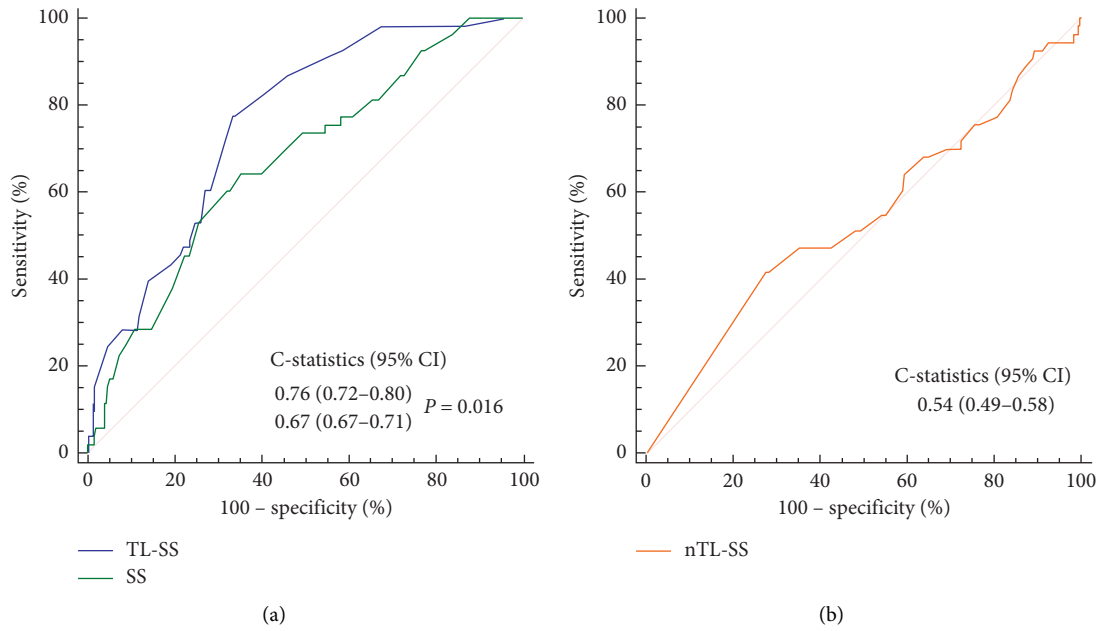 100
80
60
40
20
0
Sensitivity (%)
C-statistics (95% CI)
0.76 (0.72–0.80)
0.67 (0.67–0.71)
P = 0.016
0 20 40 60 80 100
100 – specificity (%)
TL-SS
SS
(a)
100
80
60
40
20
0
Sensitivity (%)
C-statistics (95% CI)
0.54 (0.49–0.58)
0 20 40 60 80 100
100 – specificity (%)
nTL-SS
(b)